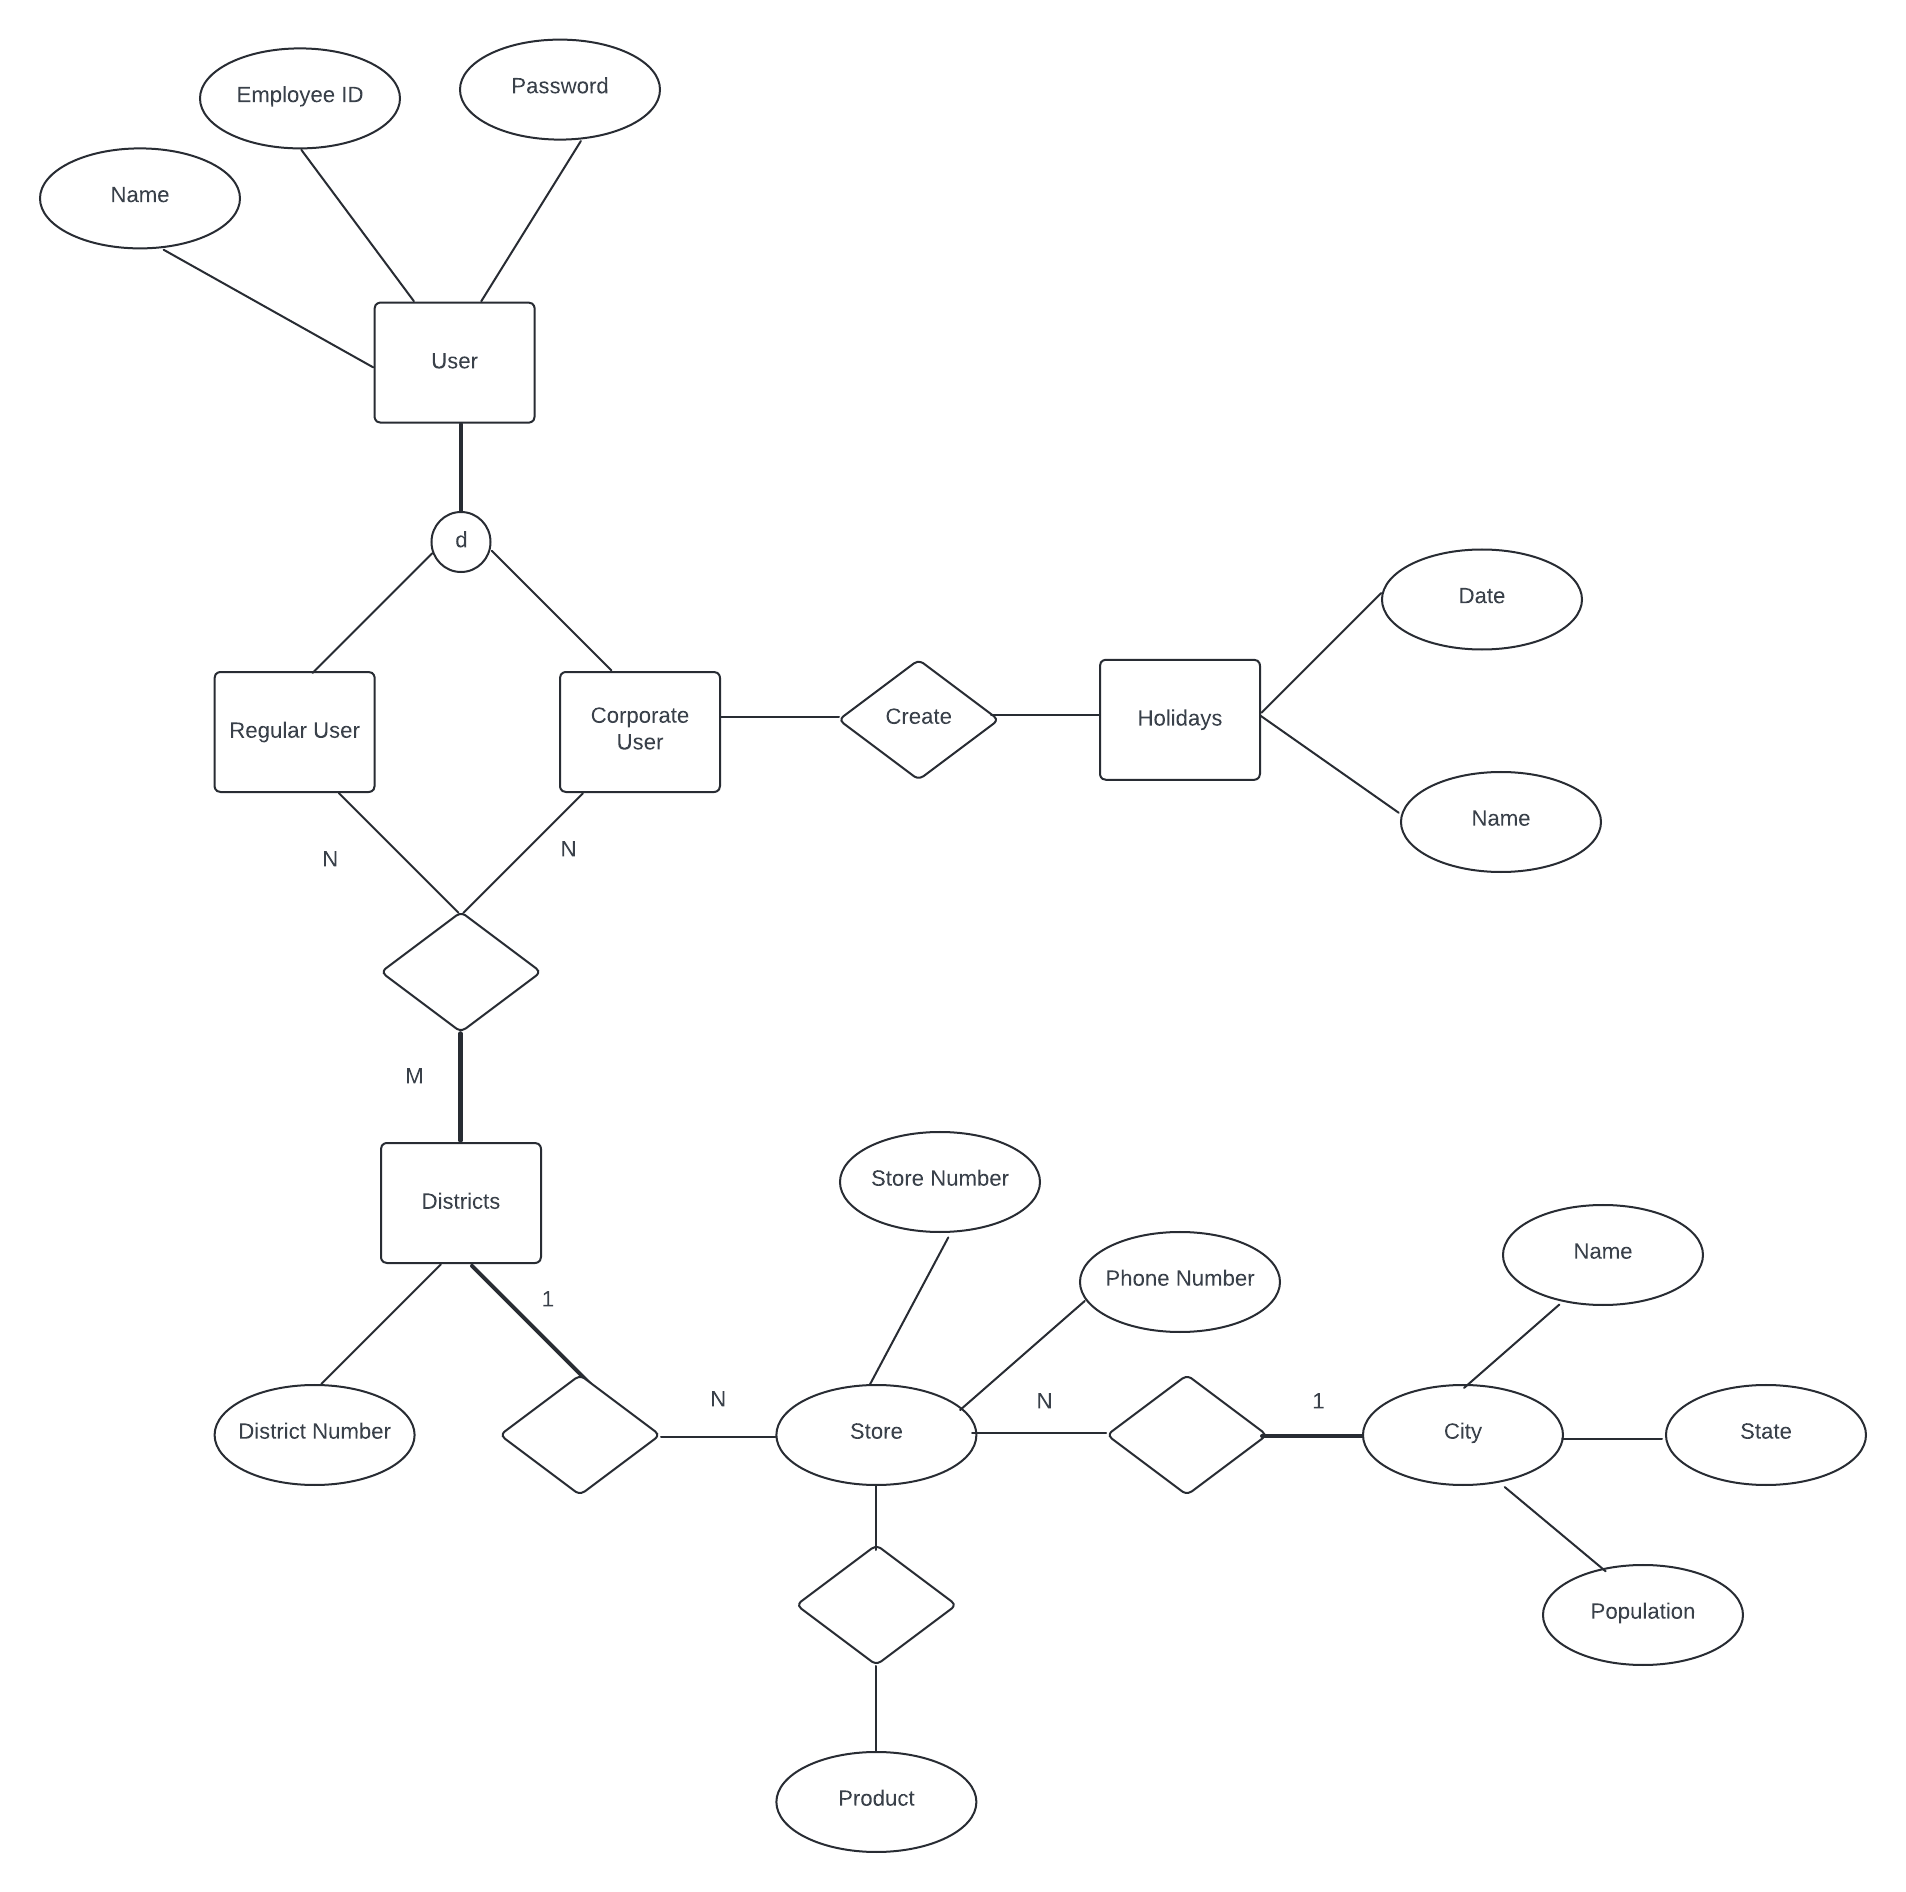 Password
Employee ID
Name
User
d
Date
Regular User
Corporate
User
Create
Holidays
Name
N
N
M
Districts
Store Number
Phone Number
Name
1
District Number
N
Store
N
1
City
State
Population
Product